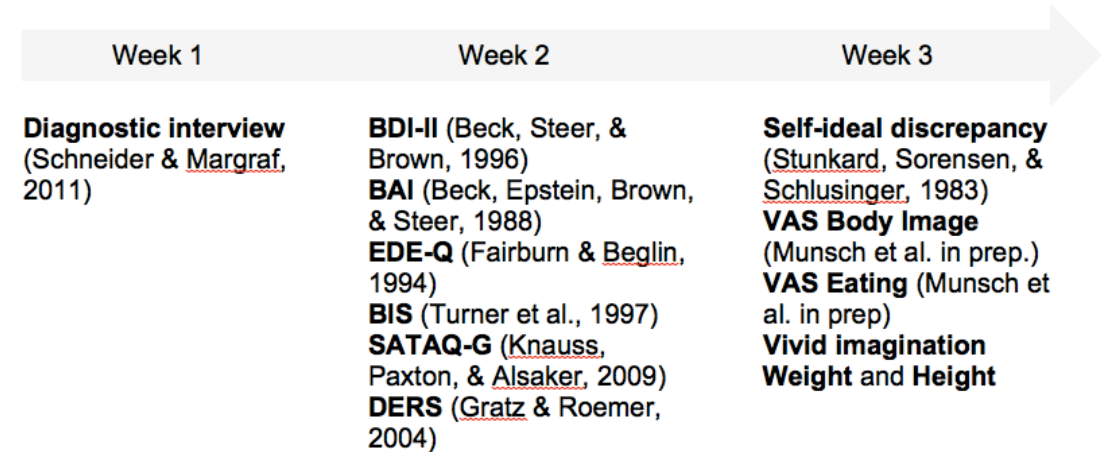 Week 1
Week 2
Week 3
Diagnostic interview
(Schneider & Margraf,
2011)
BDI-II (Beck, Steer, &
Brown, 1996)
BAI (Beck, Epstein, Brown,
& Steer, 1988)
EDE-Q (Fairburn & Beglin,
1994)
BIS (Turner et al., 1997)
SATAQ-G (Knauss,
Paxton, & Alsaker, 2009)
DERS (Gratz & Roemer,
2004)
Self-ideal discrepancy
(Stunkard, Sorensen, &
Schlusinger, 1983)
VAS Body Image
(Munsch et al. in prep.)
VAS Eating (Munsch et
al. in prep)
Vivid imagination
Weight and Height